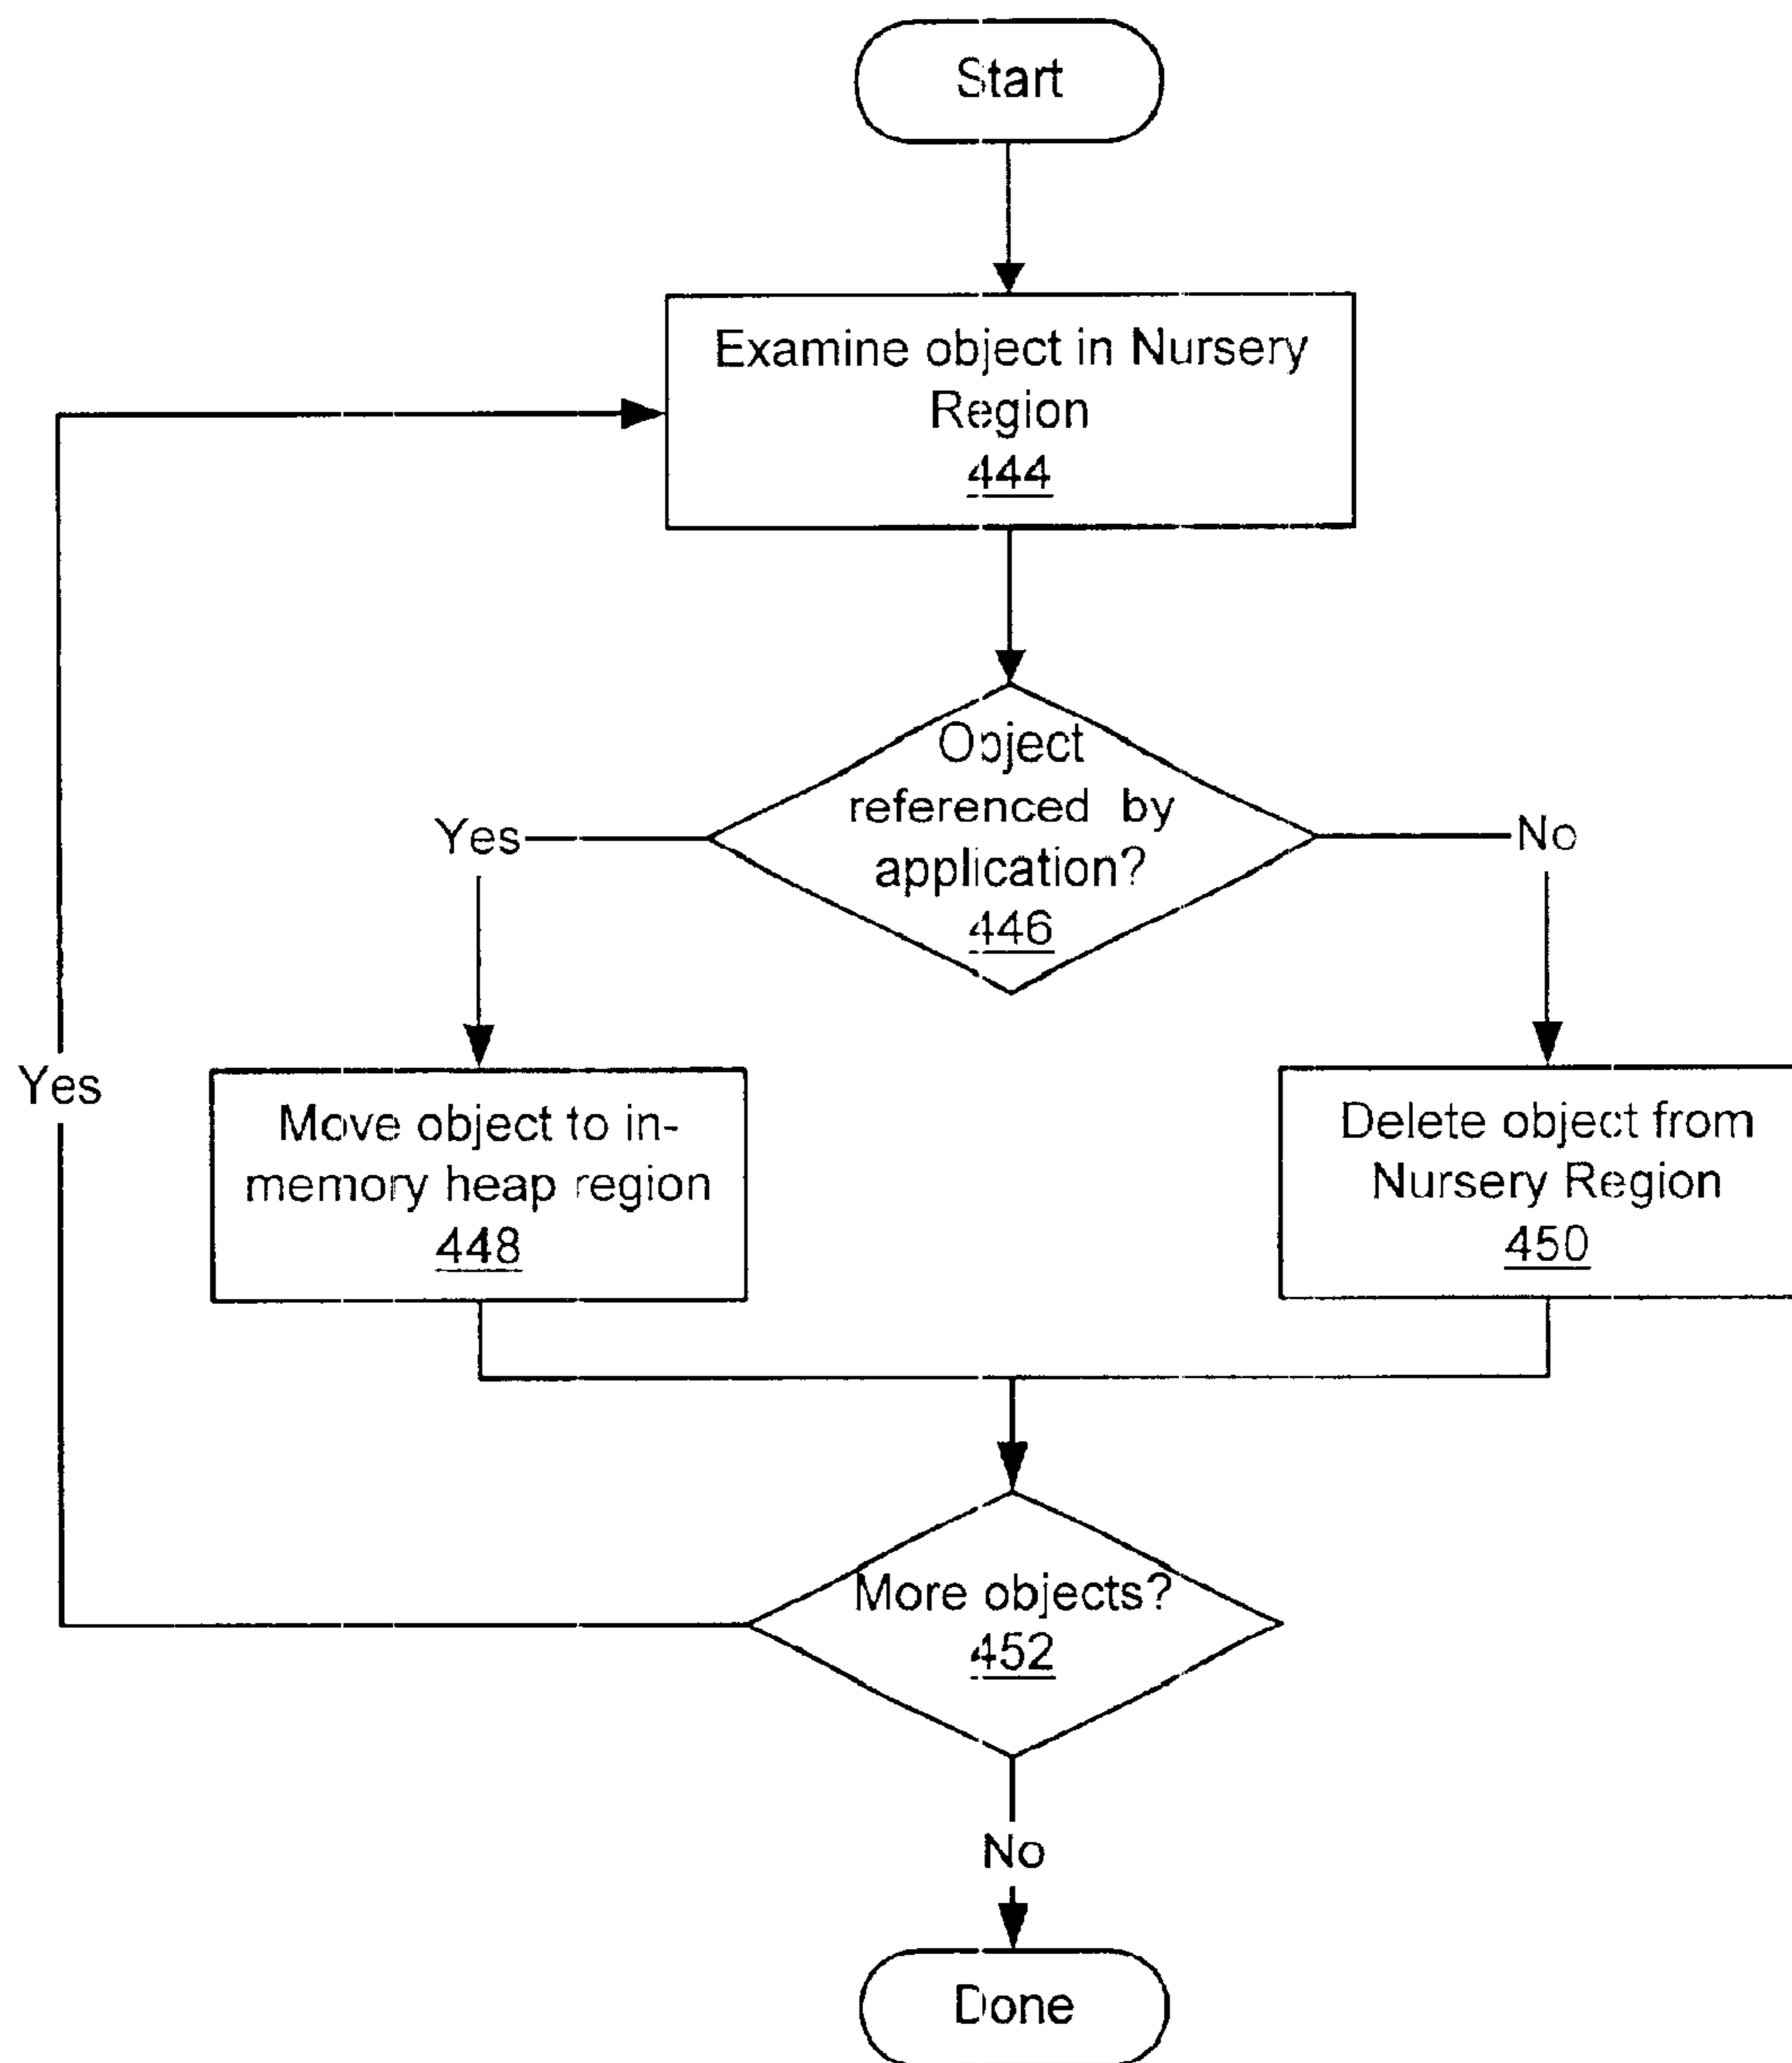 Start
Examine object in Nursery
Region
444
Object
referenced by
application?
446
Yes
No
Yes
Move object to in-
memory heap region
448
Delete object from
Nursery Region
450
More objects?
452
No
Done